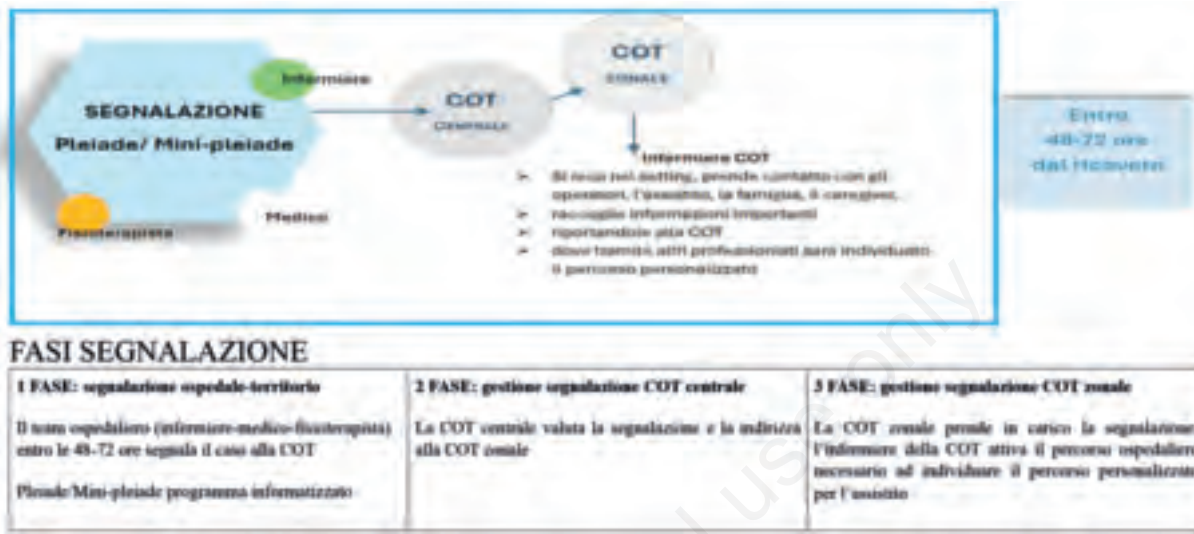 Infermiere
SEGNALAZIONE
Pleiade/ Mini-pleiade
Fisioterapista
Medico
COT
CENTRALE
COT
ZONALE
Infermiere COT
➢ Si reca nel setting, prende contatto con gli
operatori, l'assistito, la famiglia, il caregiver,
➢ raccoglie informazioni importanti
➢ riportandole alla COT
➢ dove tramite altri professionisti sarà individuato
il percorso personalizzato
Entro
48-72 ore
dal ricovero
FASI SEGNALAZIONE
1 FASE: segnalazione ospedale-territorio
Il team ospedaliero (infermiere-medico-fisioterapista)
entro le 48-72 ore segnala il caso alla COT
Pleiade/Mini-pleiade programma informatizzato
2 FASE: gestione segnalazione COT centrale
La COT centrale valuta la segnalazione e la indirizza
alla COT zonale
3 FASE: gestione segnalazione COT zonale
La COT zonale prende in carico la segnalazione
l'infermiere della COT attiva il percorso ospedaliero
necessario ad individuare il percorso personalizzato
per l'assistito
use only